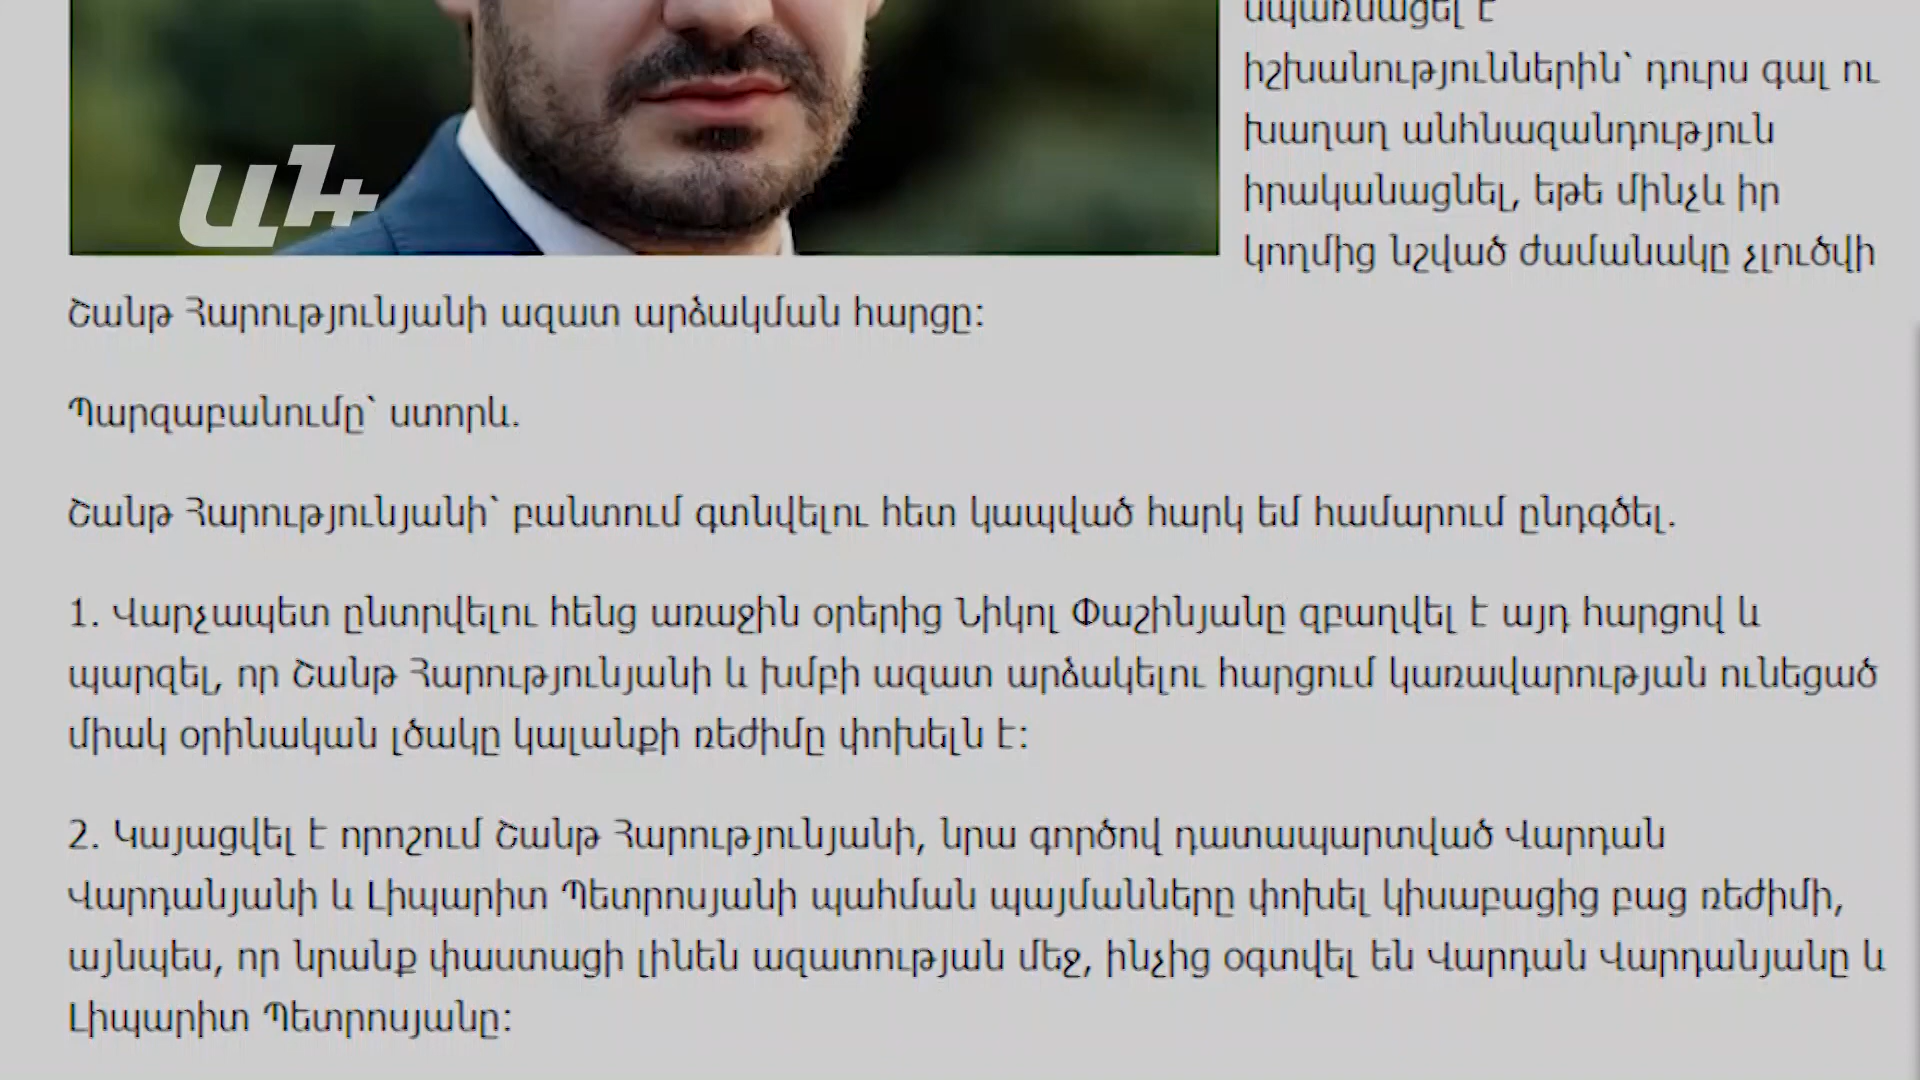 սպառնացել է
իշխանություններին՝ դուրս գալ ու
խաղաղ անհնազանդություն
իրականացնել, եթե մինչև իր
կողմից նշված ժամանակը չլուծվի
Շանթ Հարությունյանի ազատ արձակման հարցը:
Պարզաբանումը՝ ստորև.
Շանթ Հարությունյանի՝ բանտում գտնվելու հետ կապված հարկ եմ համարում ընդգծել.
1. Վարչապետ ընտրվելու հենց առաջին օրերից Նիկոլ Փաշինյանը զբաղվել է այդ հարցով և
պարզել, որ Շանթ Հարությունյանի և խմբի ազատ արձակելու հարցում կառավարության ունեցած
միակ օրինական լծակը կալանքի ռեժիմը փոխելն է:
2. Կայացվել է որոշում Շանթ Հարությունյանի, նրա գործով դատապարտված Վարդան
Վարդանյանի և Լիպարիտ Պետրոսյանի պահման պայմանները փոխել կիսաբացից բաց ռեժիմի,
այնպես, որ նրանք փաստացի լինեն ազատության մեջ, ինչից օգտվել են Վարդան Վարդանյանը և
Լիպարիտ Պետրոսյանը: